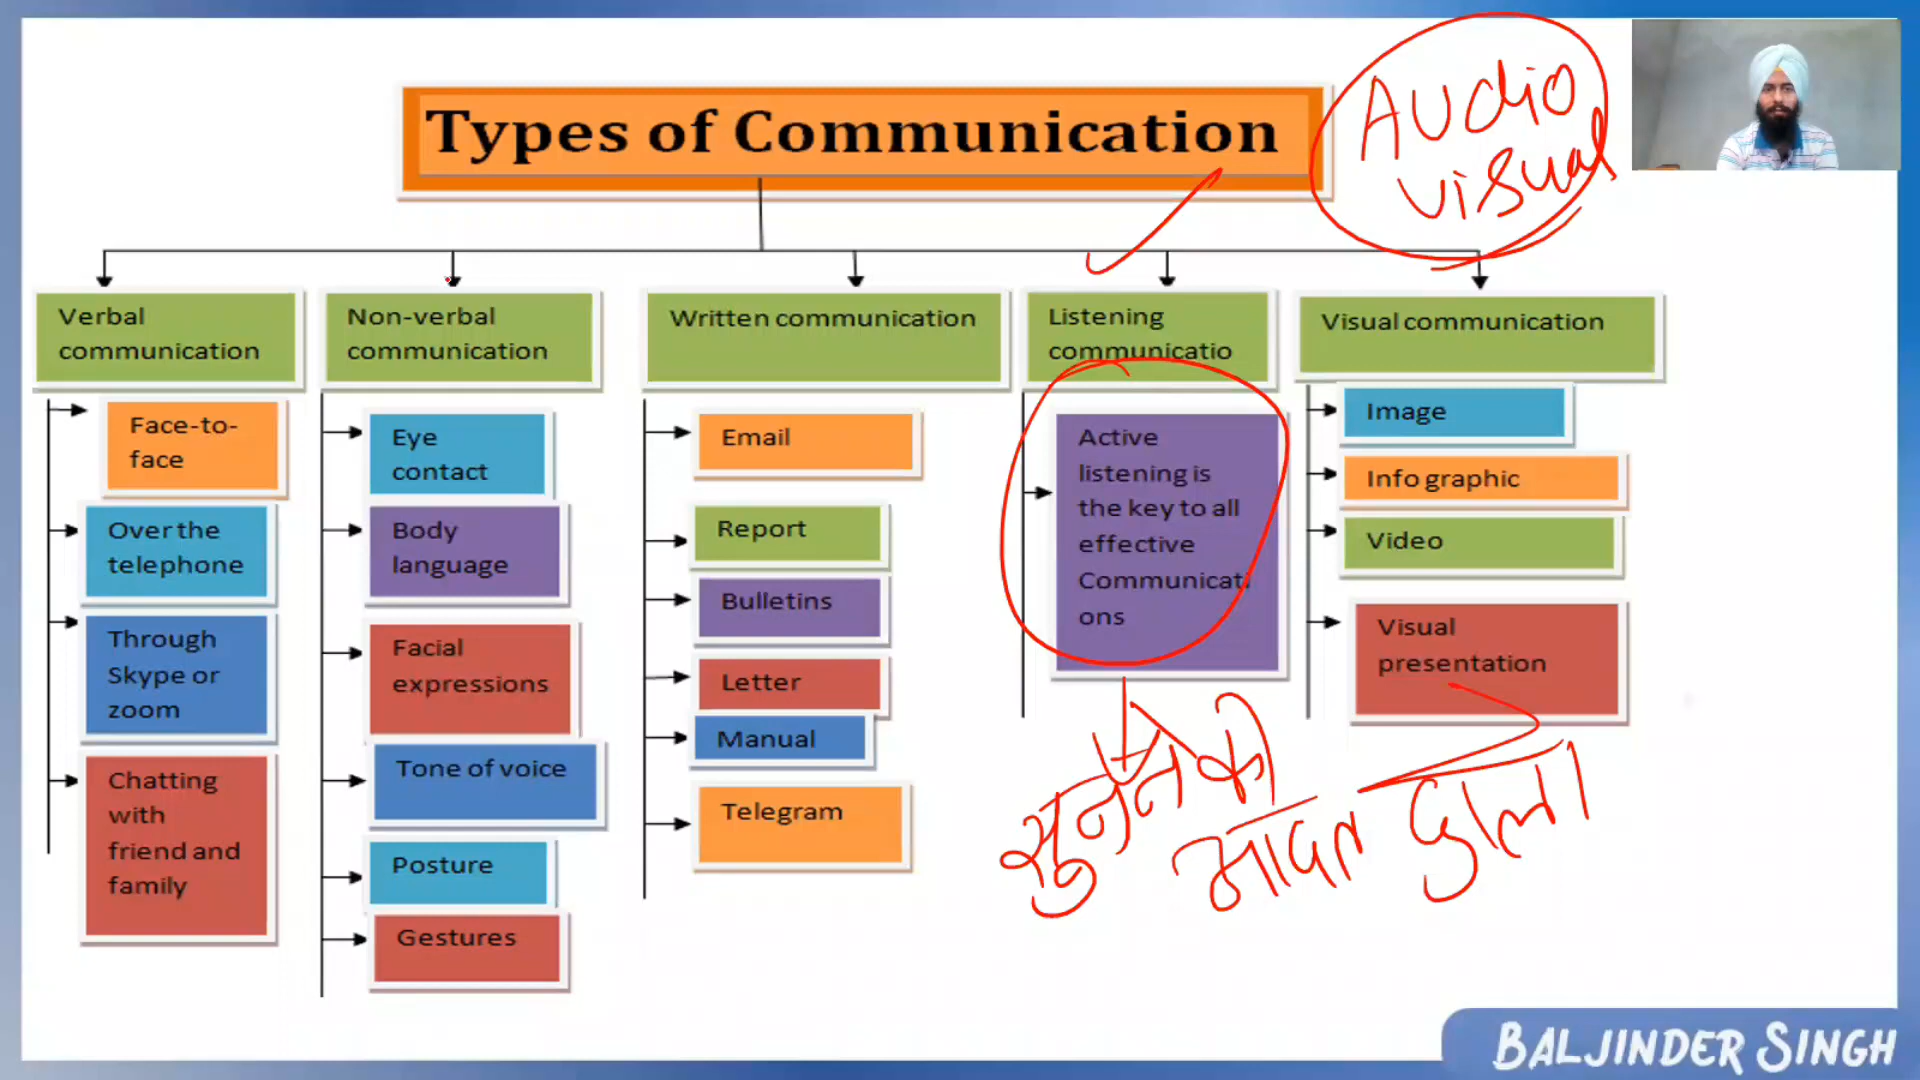 Types of Communication
Audio
visual
Verbal
communication
Face-to-
face
Over the
telephone
Through
Skype or
zoom
Chatting
with
friend and
family
Non-verbal
communication
Eye
contact
Body
language
Facial
expressions
Tone of voice
Posture
Gestures
Written communication
Email
Report
Bulletins
Letter
Manual
Telegram
Listening
communicatio
Active
listening is
the key to all
effective
Communicati
ons
Visual communication
Image
Info graphic
Video
Visual
presentation
सुनने की
BALJINDER SINGH